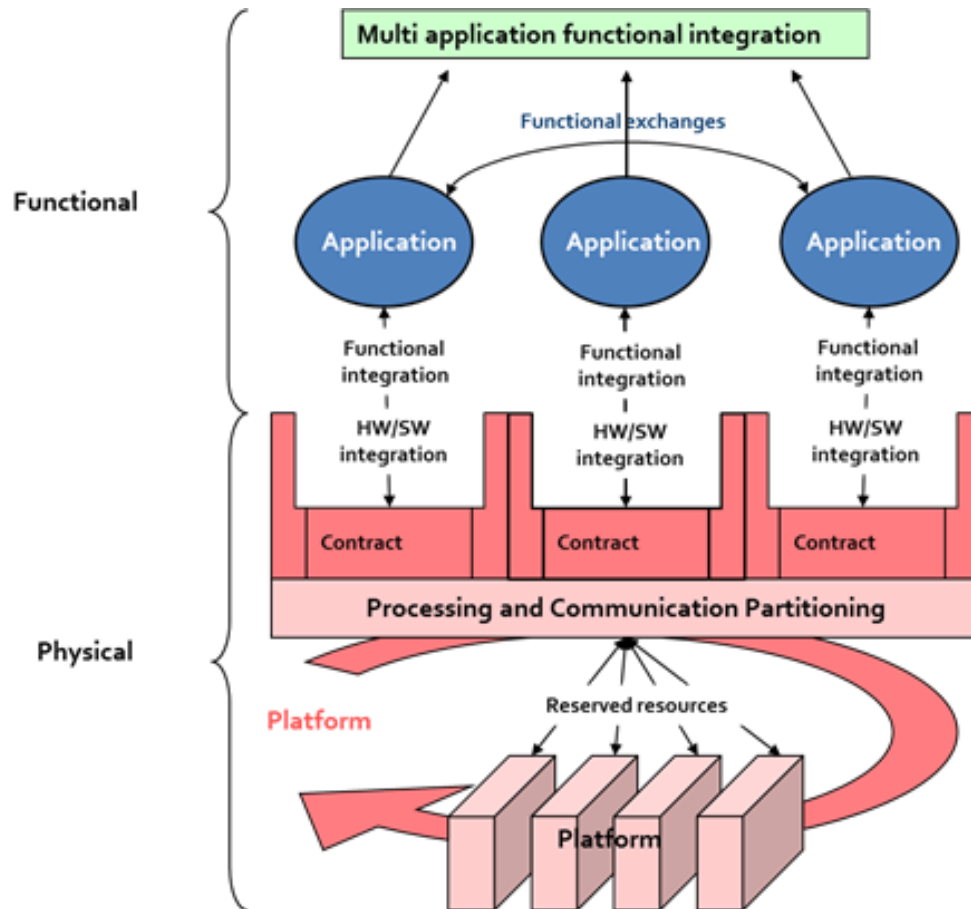 Multi application functional integration
Functional exchanges
Functional
Application
Application
Application
Functional
integration
Functional
integration
Functional
integration
HW/SW
integration
HW/SW
integration
HW/SW
integration
Contract
Contract
Contract
Processing and Communication Partitioning
Physical
Reserved resources
Platform
Platform